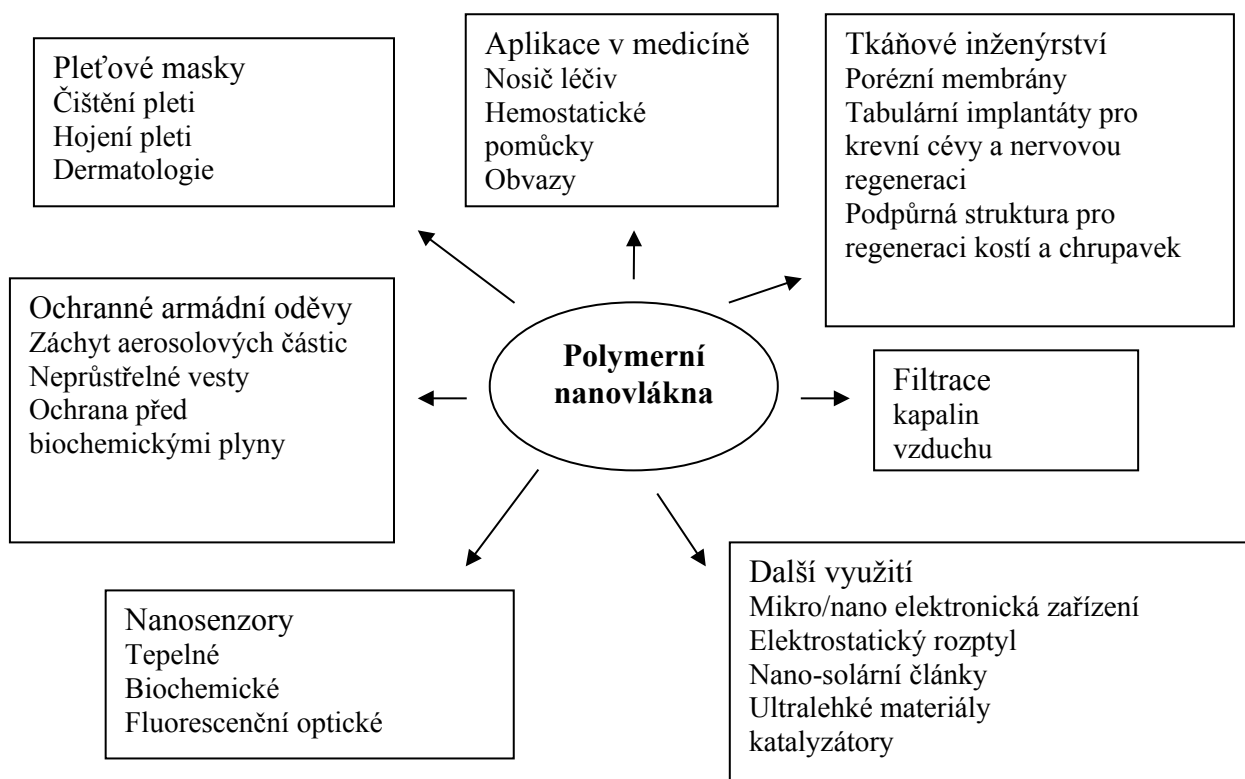 Pleťové masky
Čištění pleti
Hojení pleti
Dermatologie
Aplikace v medicíně
Nosič léčiv
Hemostatické
pomůcky
Obvazy
Tkáňové inženýrství
Porézní membrány
Tabulární implantáty pro
krevní cévy a nervovou
regeneraci
Podpůrná struktura pro
regeneraci kostí a chrupavek
Ochranné armádní oděvy
Záchyt aerosolových částic
Neprůstřelné vesty
Ochrana před
biochemickými plyny
Polymerní
nanovlákna
Filtrace
kapalin
vzduchu
Nanosenzory
Tepelné
Biochemické
Fluorescenční optické
Další využití
Mikro/nano elektronická zařízení
Elektrostatický rozptyl
Nano-solární články
Ultralehké materiály
katalyzátory